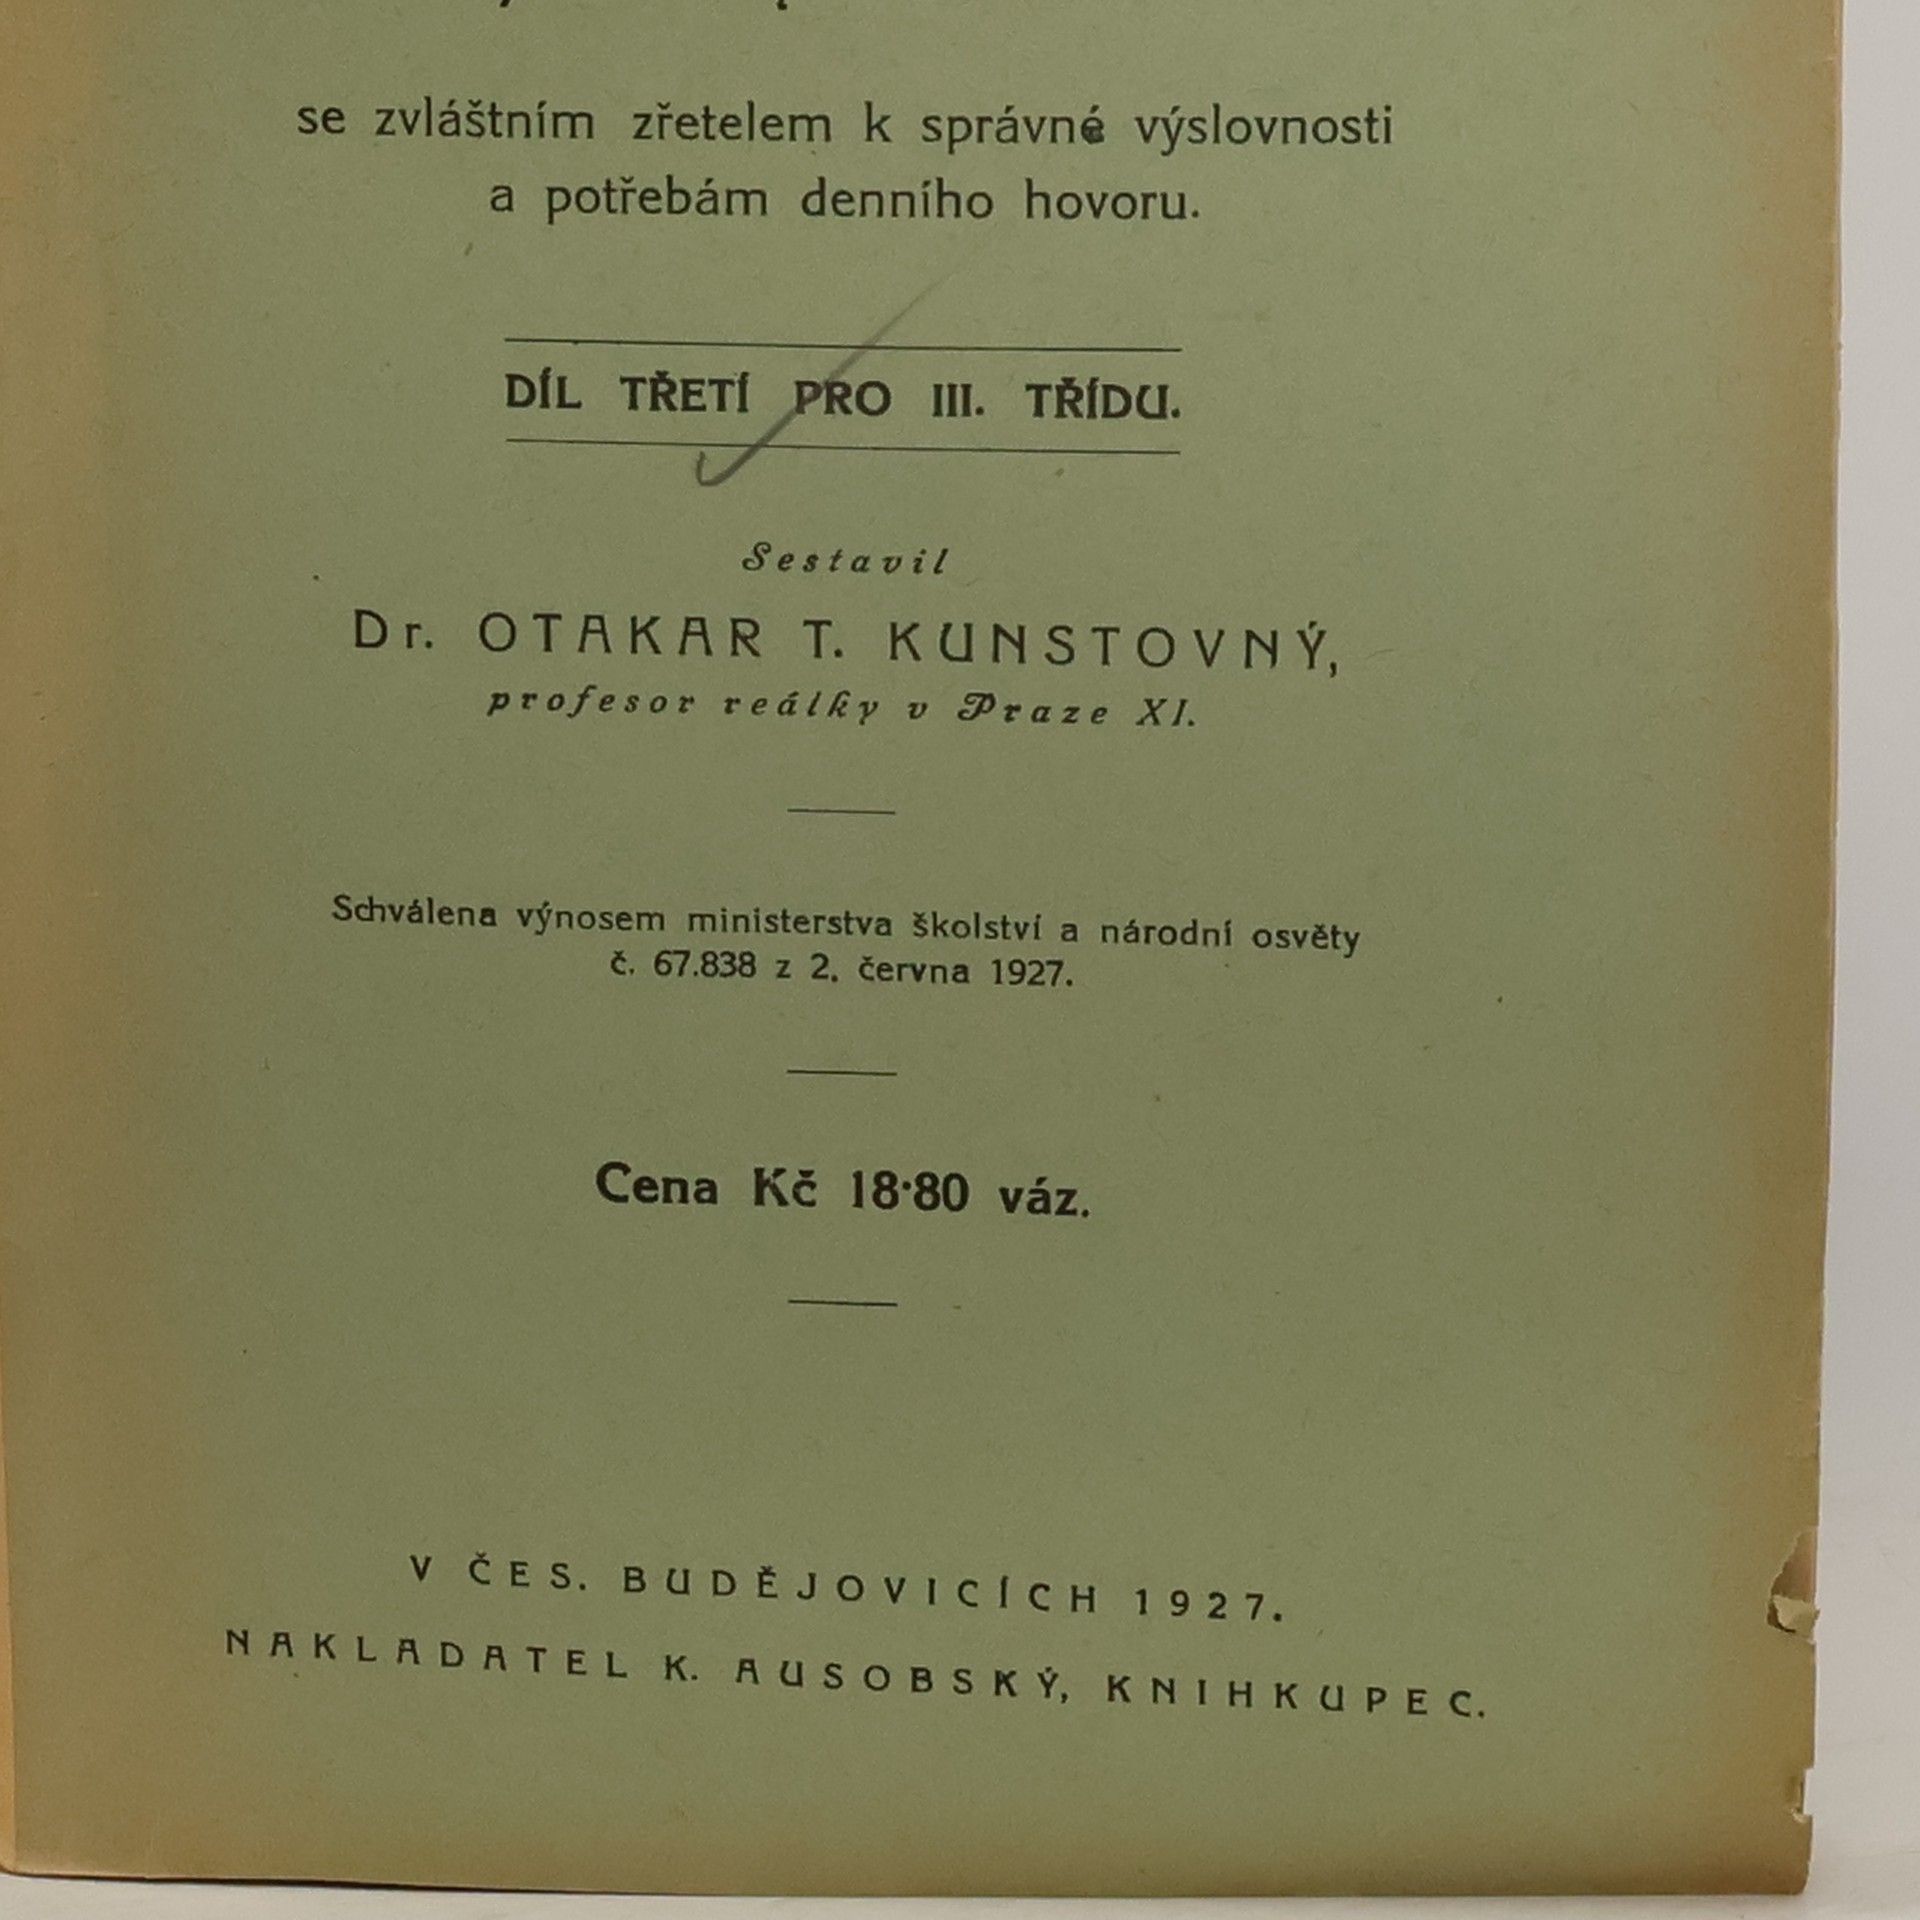 se zvláštním zřetelem k správné výslovnosti
a potřebám denního hovoru.
DÍL TŘETÍ PRO III. TŘÍDU.
Sestavil
Dr. OTAKAR T. KUNSTOVNÝ,
profesor reálky v Praze XI.
Schválena výnosem ministerstva školství a národní osvěty
č. 67.838 z 2. června 1927.
Cena Kč 18·80 váz.
V ČES. BUDĚJOVICÍCH 1927.
NAKLADATEL K. AUSOBSKÝ, KNIHKUPEC.